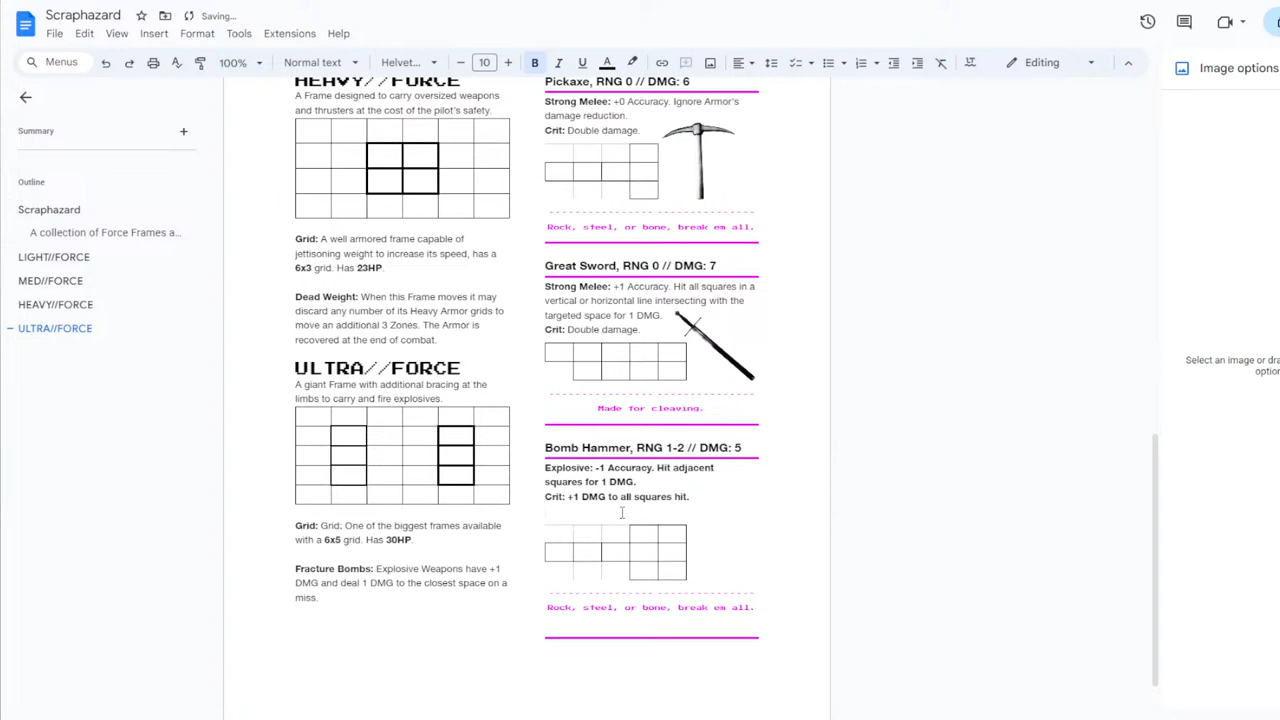 Scraphazard
Saving...
File Edit View Insert Format Tools Extensions Help
Menus
100%
Normal text
Helvet...
10
B I U A
Editing
Image options
Summary
Outline
Scraphazard
A collection of Force Frames a...
LIGHT//FORCE
MED//FORCE
HEAVY//FORCE
ULTRA//FORCE
HEAVY//FORCE
A Frame designed to carry oversized weapons
and thrusters at the cost of the pilot's safety.
Grid: A well armored frame capable of
jettisoning weight to increase its speed, has a
6x3 grid. Has 23HP.
Dead Weight: When this Frame moves it may
discard any number of its Heavy Armor grids to
move an additional 3 Zones. The Armor is
recovered at the end of combat.
ULTRA//FORCE
A giant Frame with additional bracing at the
limbs to carry and fire explosives.
Grid: Grid; One of the biggest frames available
with a 6x5 grid. Has 30HP.
Fracture Bombs: Explosive Weapons have +1
DMG and deal 1 DMG to the closest space on a
miss.
Pickaxe, RNG 0 // DMG: 6
Strong Melee: +0 Accuracy. Ignore Armor's
damage reduction.
Crit: Double damage.
Rock, steel, or bone, break em all.
Great Sword, RNG 0 // DMG: 7
Strong Melee: +1 Accuracy. Hit all squares in a
vertical or horizontal line intersecting with the
targeted space for 1 DMG.
Crit: Double damage.
Made for cleaving.
Bomb Hammer, RNG 1-2 // DMG: 5
Explosive: -1 Accuracy. Hit adjacent
squares for 1 DMG.
Crit: +1 DMG to all squares hit.
Rock, steel, or bone, break em all.
Select an image or dra
optio